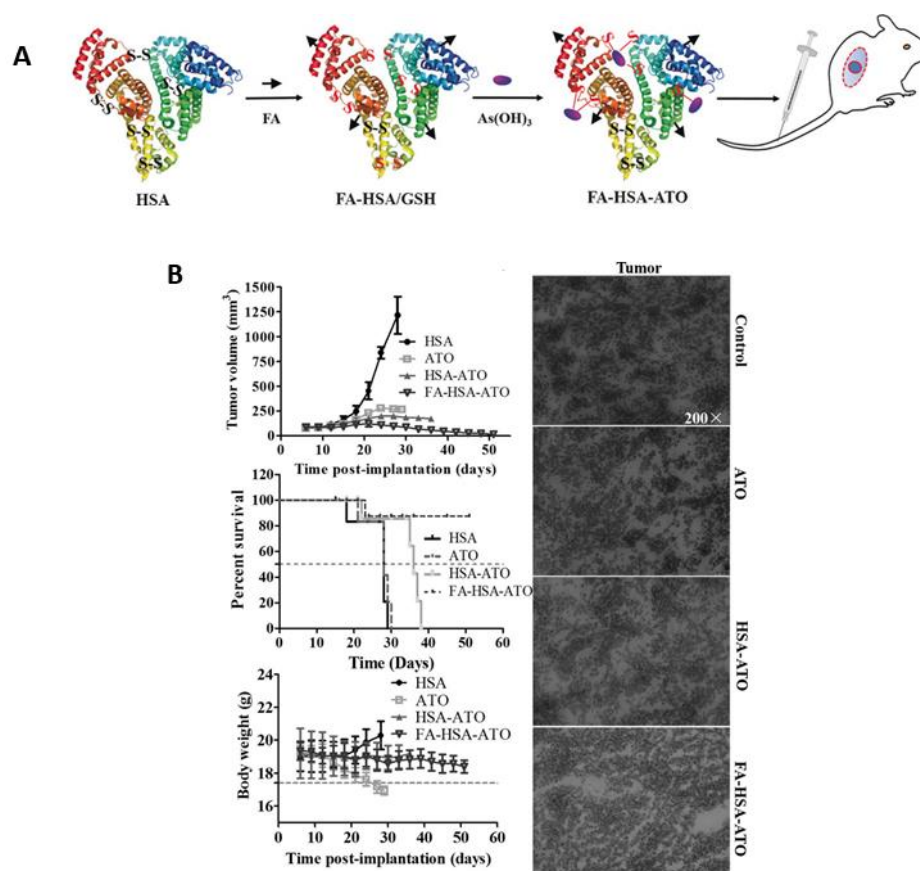 A
S-S
S-S
S-S
S-S
S-S
HSA
FA
FA-HSA/GSH
As(OH)3
S-S
FA-HSA-ATO
B
Tumor
Tumor volume (mm3)
1500
1250
1000
750
500
250
0
HSA
ATO
HSA-ATO
FA-HSA-ATO
0 10 20 30 40 50
Time post-implantation (days)
Percent survival
120
100
80
60
40
20
0
HSA
ATO
HSA-ATO
FA-HSA-ATO
0 10 20 30 40 50 60
Time (Days)
Body weight (g)
24
22
20
18
16
HSA
ATO
HSA-ATO
FA-HSA-ATO
0 10 20 30 40 50 60
Time post-implantation (days)
Control
200×
ATO
HSA-ATO
FA-HSA-ATO